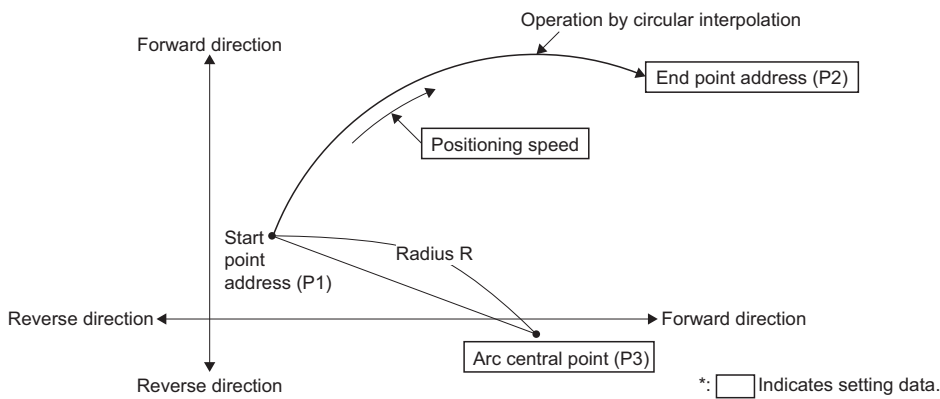 Operation by circular interpolation
Forward direction
End point address (P2)
Positioning speed
Start
point
address (P1)
Radius R
Reverse direction
Forward direction
Arc central point (P3)
Reverse direction
*: Indicates setting data.